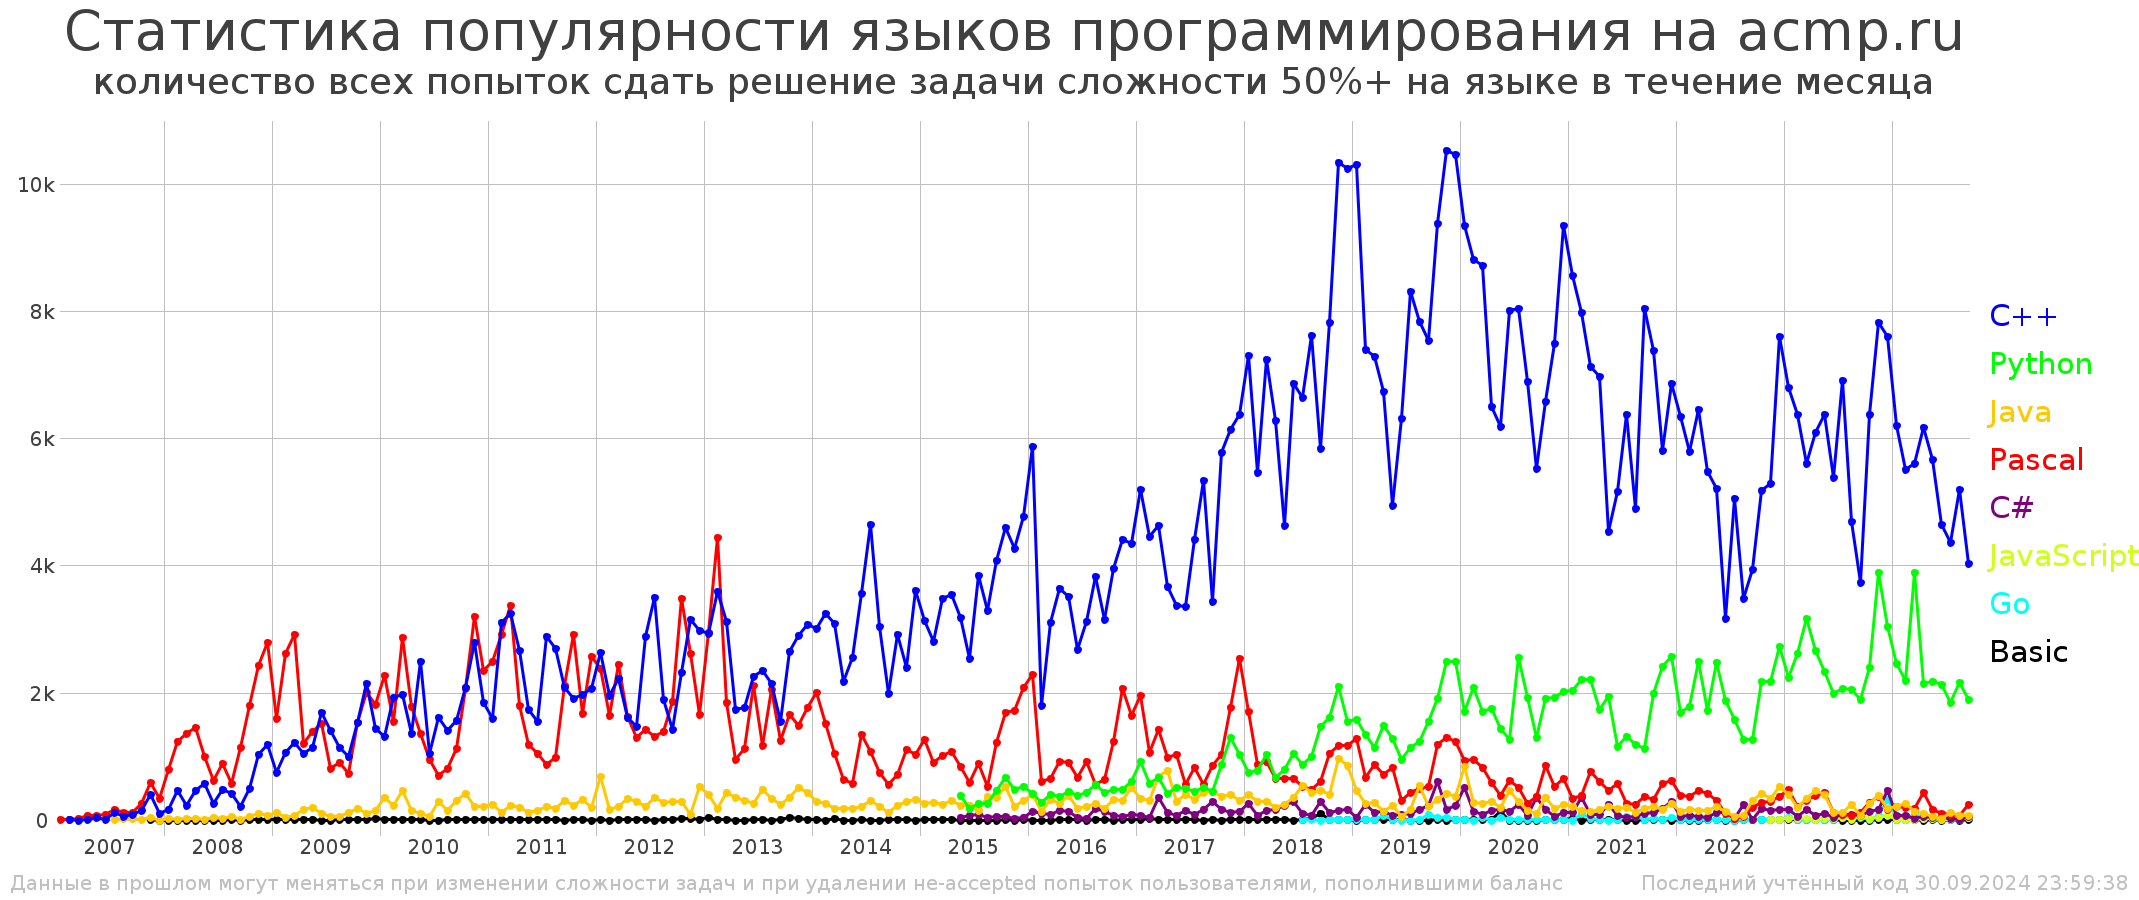 Статистика популярности языков программирования на acmp.ru
количество всех попыток сдать решение задачи сложности 50%+ на языке в течение месяца
10k
8k
6k
4k
2k
0
C++
Python
Java
Pascal
C#
JavaScript
Go
Basic
2007 2008 2009 2010 2011 2012 2013 2014 2015 2016 2017 2018 2019 2020 2021 2022 2023
Данные в прошлом могут меняться при изменении сложности задач и при удалении не-accepted попыток пользователями, пополнившими баланс
Последний учтённый код 30.09.2024 23:59:38